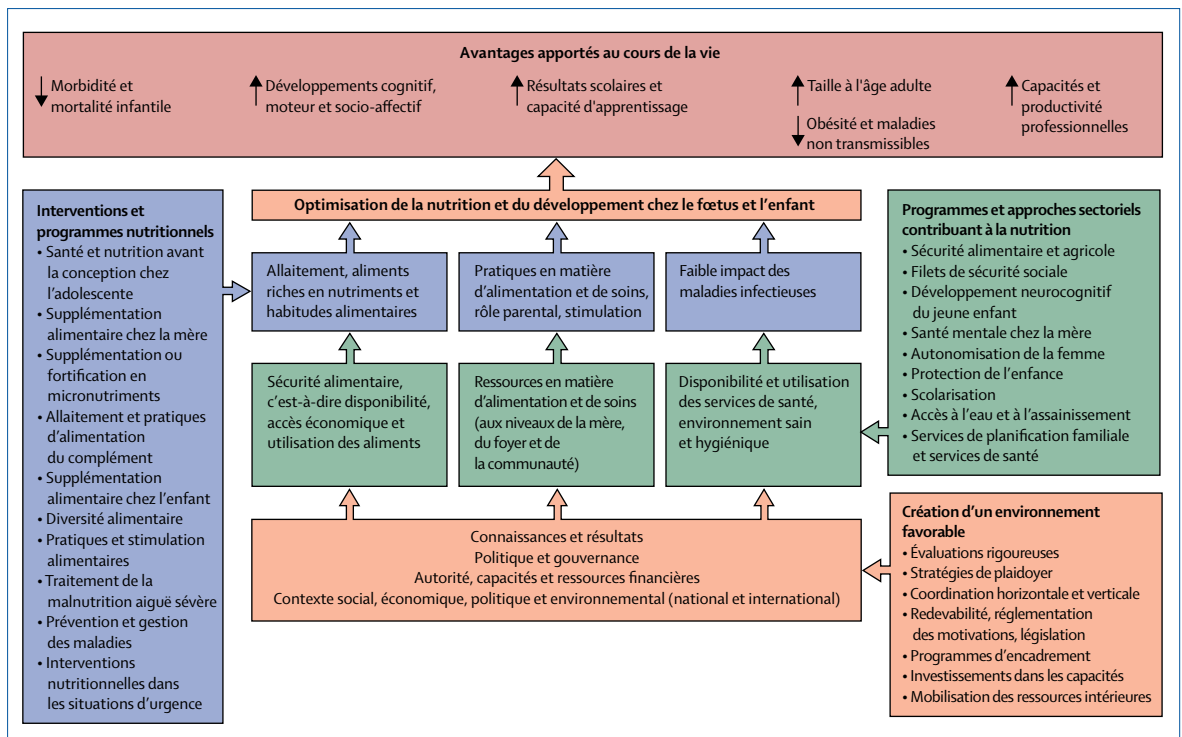 Avantages apportés au cours de la vie
Morbidité et
mortalité infantile
Développements cognitif,
moteur et socio-affectif
Résultats scolaires et
capacité d'apprentissage
Taille à l'âge adulte
Obésité et maladies
non transmissibles
Capacités et
productivité
professionnelles
Optimisation de la nutrition et du développement chez le fœtus et l'enfant
Interventions et
programmes nutritionnels
• Santé et nutrition avant
la conception chez
l'adolescente
• Supplémentation
alimentaire chez la mère
• Supplémentation ou
fortification en
micronutriments
• Allaitement et pratiques
d'alimentation
du complément
• Supplémentation
alimentaire chez l'enfant
• Diversité alimentaire
• Pratiques et stimulation
alimentaires
• Traitement de la
malnutrition aiguë sévère
• Prévention et gestion
des maladies
• Interventions
nutritionnelles dans
les situations d'urgence
Allaitement, aliments
riches en nutriments et
habitudes alimentaires
Pratiques en matière
d'alimentation et de soins,
rôle parental, stimulation
Faible impact des
maladies infectieuses
Sécurité alimentaire,
c'est-à-dire disponibilité,
accès économique et
utilisation des aliments
Ressources en matière
d'alimentation et de soins
(aux niveaux de la mère,
du foyer et de
la communauté)
Disponibilité et utilisation
des services de santé,
environnement sain
et hygiénique
Connaissances et résultats
Politique et gouvernance
Autorité, capacités et ressources financières
Contexte social, économique, politique et environnemental (national et international)
Programmes et approches sectoriels
contribuant à la nutrition
• Sécurité alimentaire et agricole
• Filets de sécurité sociale
• Développement neurocognitif
du jeune enfant
• Santé mentale chez la mère
• Autonomisation de la femme
• Protection de l'enfance
• Scolarisation
• Accès à l'eau et à l'assainissement
• Services de planification familiale
et services de santé
Création d'un environnement
favorable
• Évaluations rigoureuses
• Stratégies de plaidoyer
• Coordination horizontale et verticale
• Redevabilité, réglementation
des motivations, législation
• Programmes d'encadrement
• Investissements dans les capacités
• Mobilisation des ressources intérieures